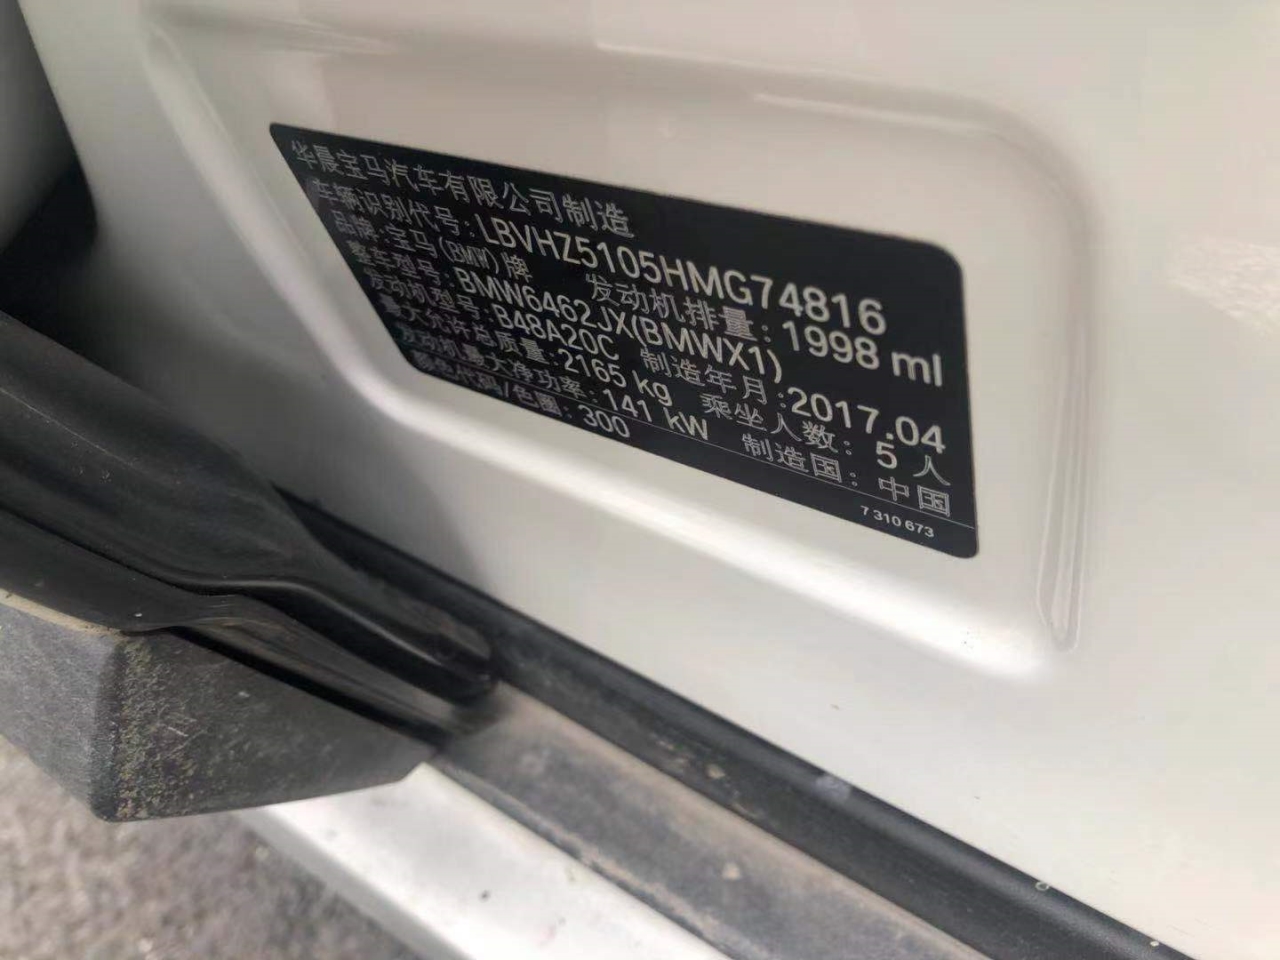 华晨宝马汽车有限公司制造
车辆识别代号: LBVHZ5105HMG74816
品牌: 宝马(BMW)牌 发动机排量: 1998 ml
整车型号: BMW6462JX(BMWX1)
发动机型号: B48A20C 制造年月: 2017.04
最大允许总质量: 2165 kg 乘坐人数: 5 人
发动机最大净功率: 141 kW 制造国: 中国
颜色代码/色圈: 300
7 310 673